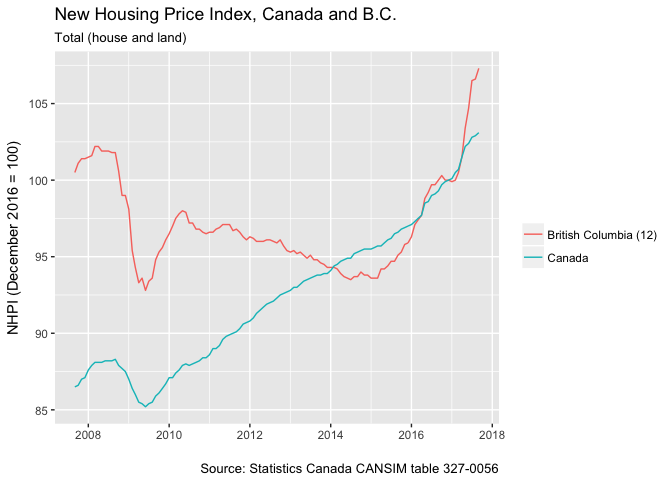 New Housing Price Index, Canada and B.C.
Total (house and land)
NHPI (December 2016 = 100)
105
100
95
90
85
2008
2010
2012
2014
2016
2018
British Columbia (12)
Canada
Source: Statistics Canada CANSIM table 327-0056